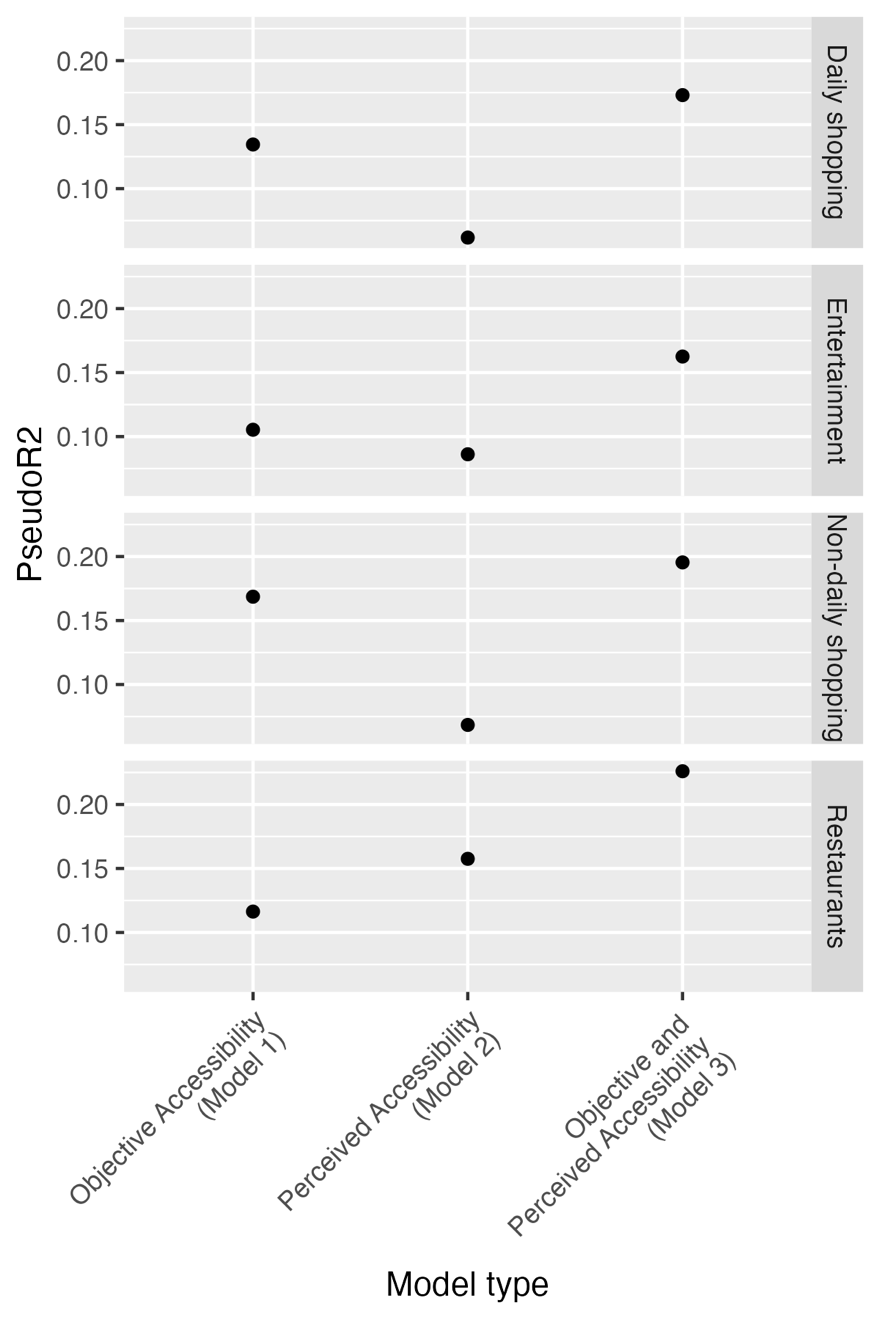 PseudoR2
0.20
0.15
0.10
Daily shopping
0.20
0.15
0.10
Entertainment
0.20
0.15
0.10
Non-daily shopping
0.20
0.15
0.10
Restaurants
Objective Accessibility
(Model 1)
Perceived Accessibility
(Model 2)
Objective and
Perceived Accessibility
(Model 3)
Model type